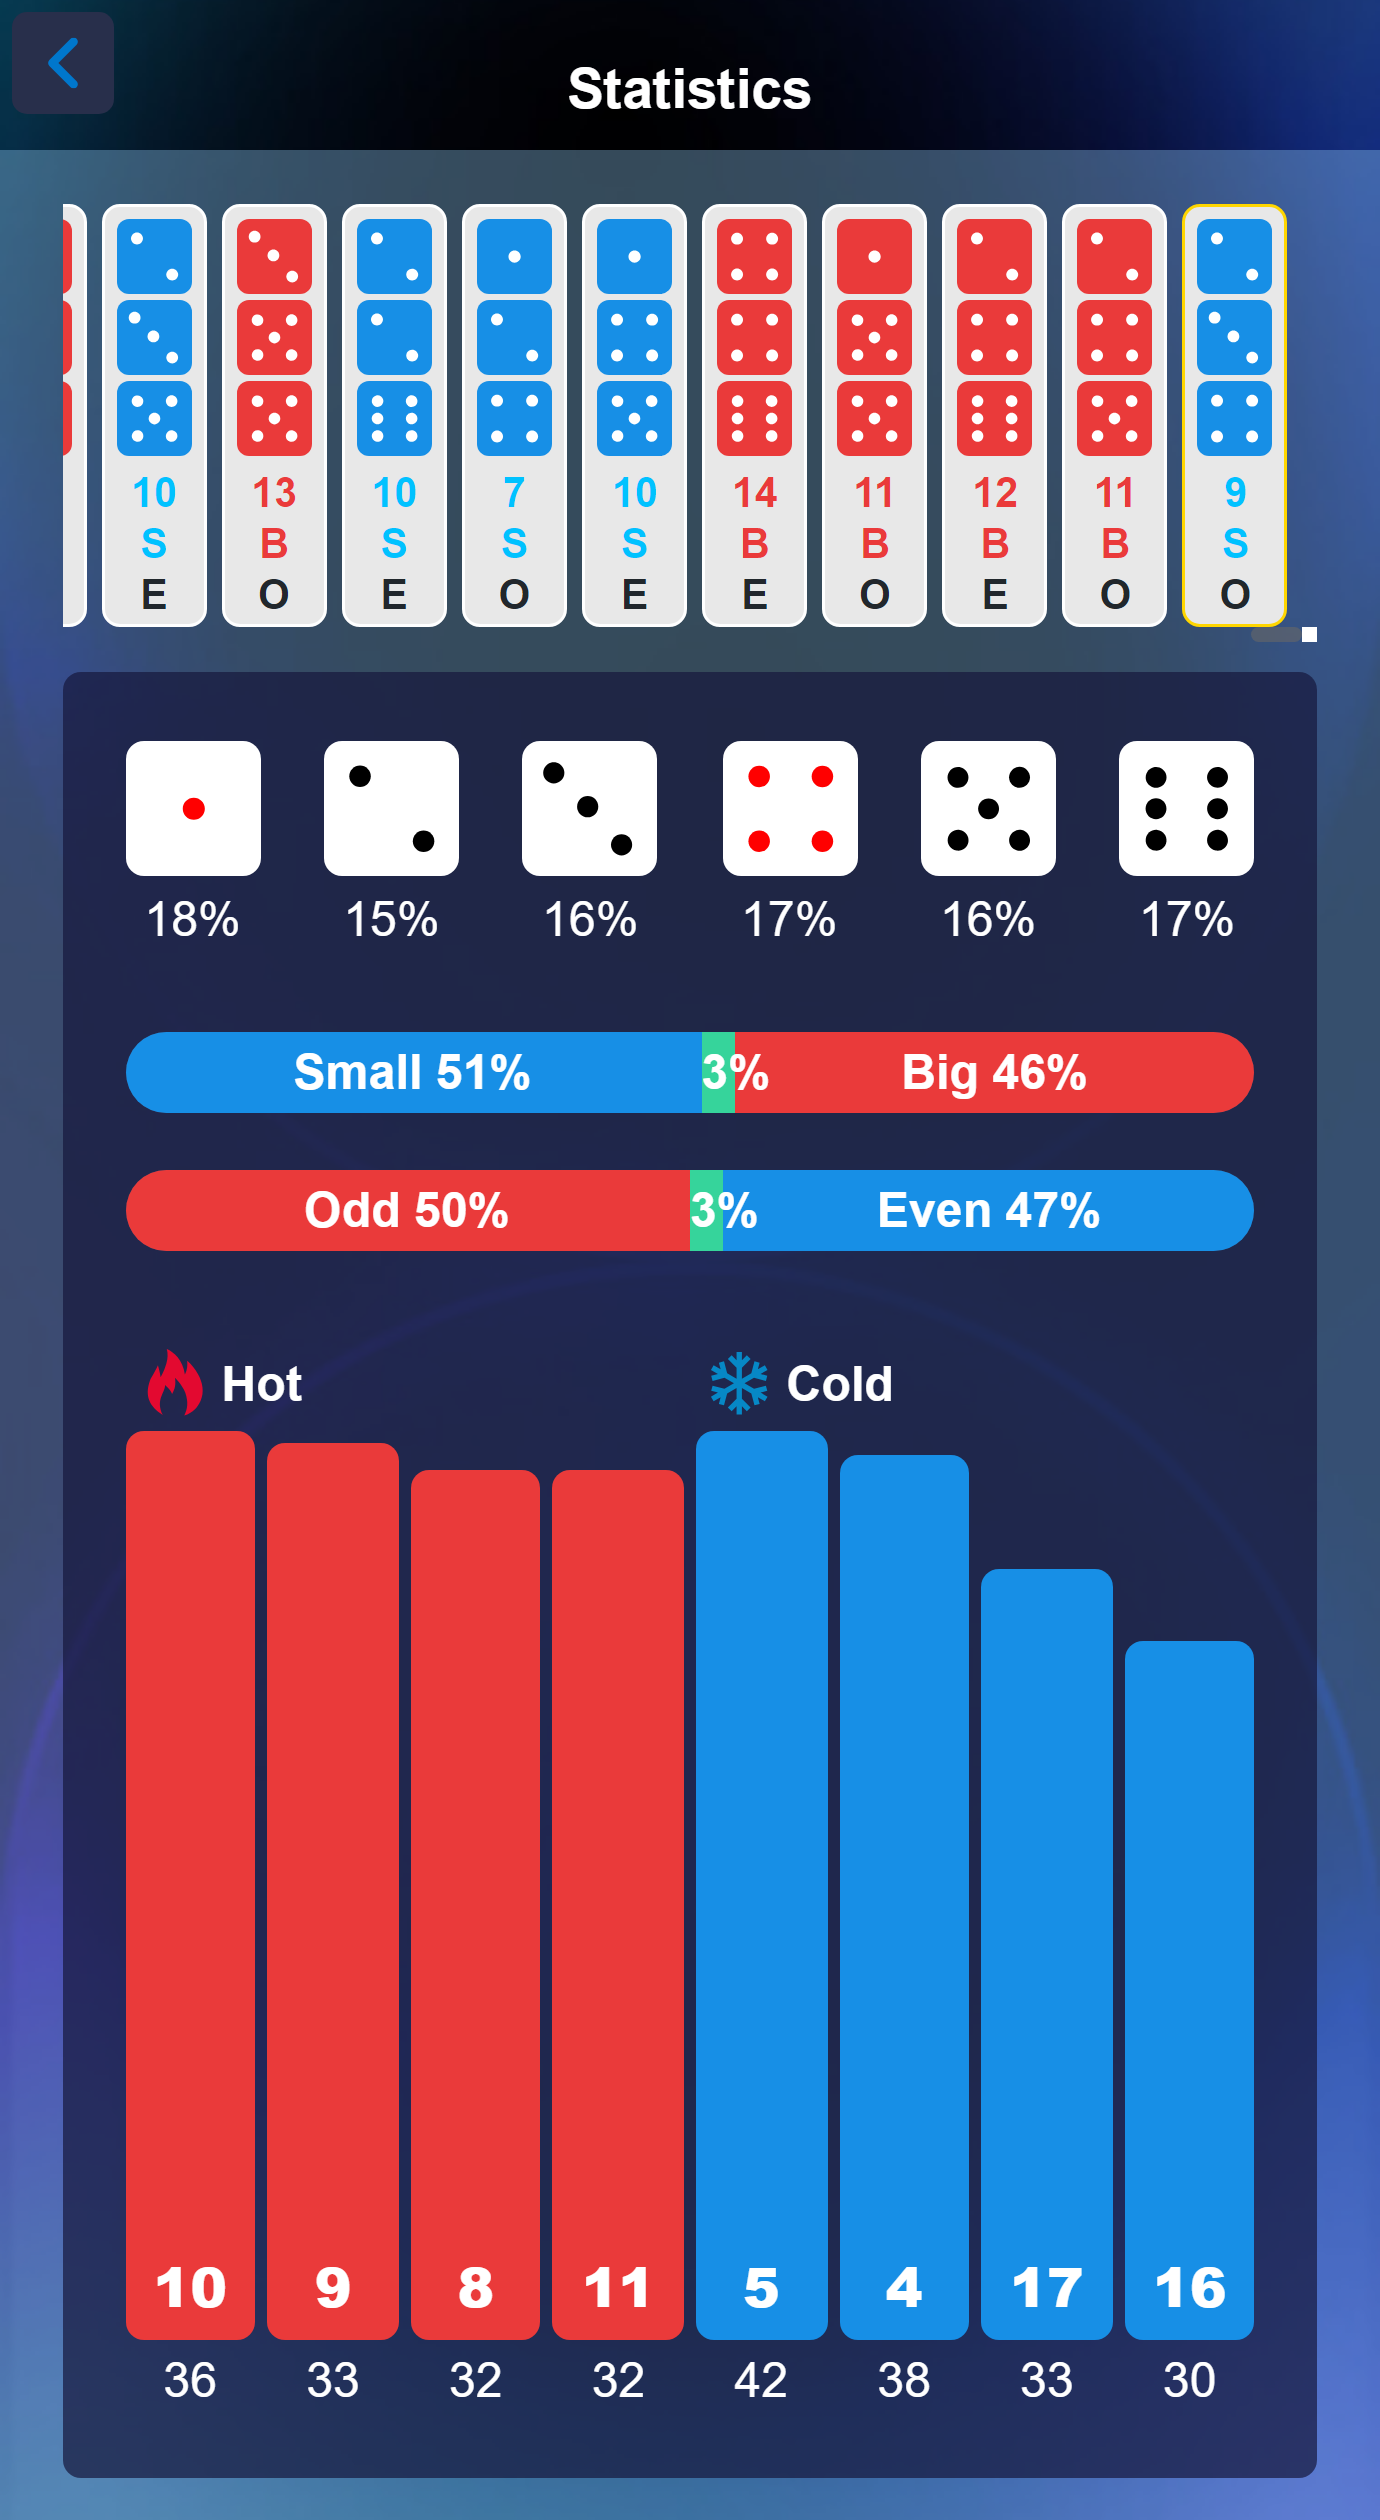 Statistics
10 13 10 7 10 14 11 12 11 9
S B S S S B B B B S
E O E O E E O E O O
18% 15% 16% 17% 16% 17%
Small 51% 3% Big 46%
Odd 50% 3% Even 47%
Hot Cold
10 9 8 11 5 4 17 16
36 33 32 32 42 38 33 30